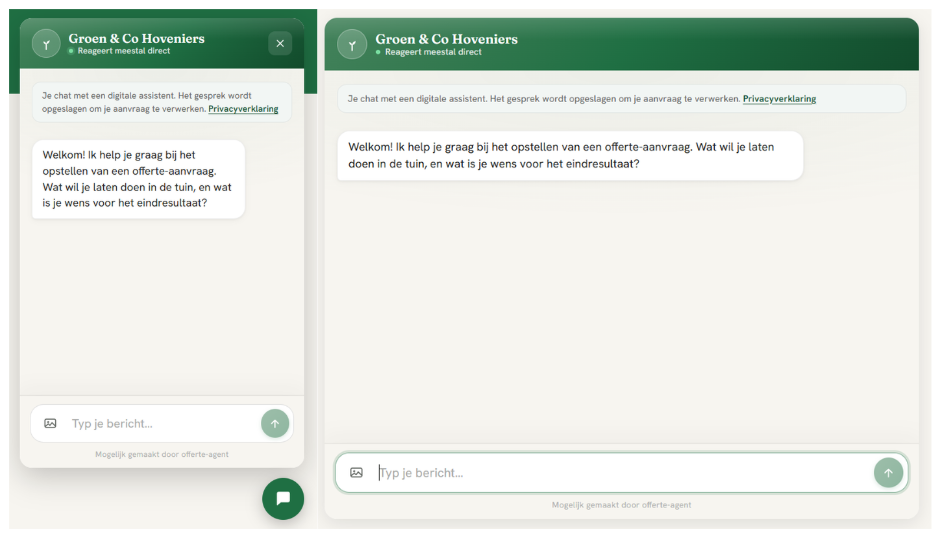 Groen & Co Hoveniers
Reageert meestal direct
Je chat met een digitale assistent. Het gesprek wordt
opgeslagen om je aanvraag te verwerken. Privacyverklaring
Welkom! Ik help je graag bij het
opstellen van een offerte-aanvraag.
Wat wil je laten doen in de tuin, en wat
is je wens voor het eindresultaat?
Typ je bericht...
Mogelijk gemaakt door offerte-agent
Groen & Co Hoveniers
Reageert meestal direct
Je chat met een digitale assistent. Het gesprek wordt opgeslagen om je aanvraag te verwerken. Privacyverklaring
Welkom! Ik help je graag bij het opstellen van een offerte-aanvraag. Wat wil je laten
doen in de tuin, en wat is je wens voor het eindresultaat?
Typ je bericht...
Mogelijk gemaakt door offerte-agent